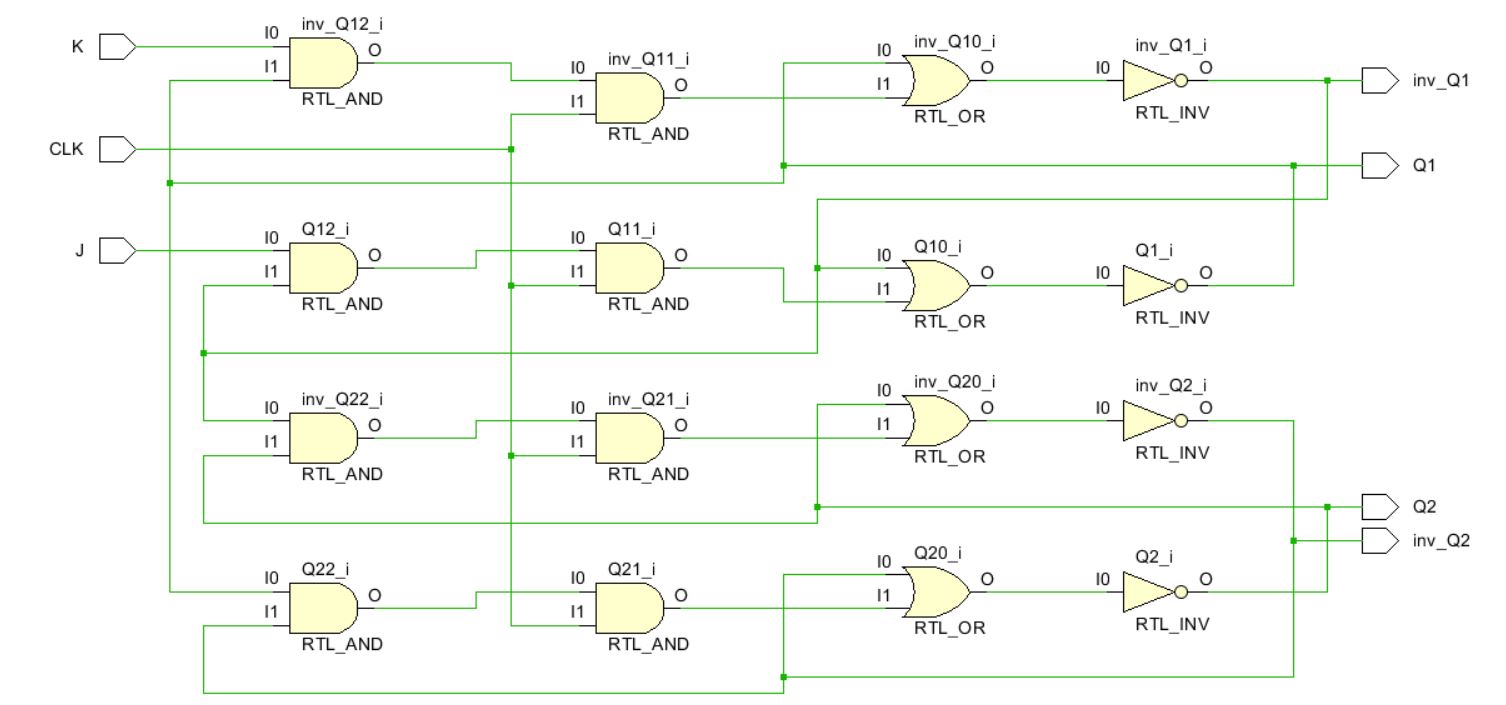 inv_Q12_i
K
I0
I1
O
RTL_AND
inv_Q11_i
I0
I1
O
RTL_AND
inv_Q10_i
I0
I1
O
RTL_OR
inv_Q1_i
I0
O
RTL_INV
inv_Q1
CLK
Q1
Q12_i
J
I0
I1
O
RTL_AND
Q11_i
I0
I1
O
RTL_AND
Q10_i
I0
I1
O
RTL_OR
Q1_i
I0
O
RTL_INV
inv_Q22_i
I0
I1
O
RTL_AND
inv_Q21_i
I0
I1
O
RTL_AND
inv_Q20_i
I0
I1
O
RTL_OR
inv_Q2_i
I0
O
RTL_INV
Q2
inv_Q2
Q22_i
I0
I1
O
RTL_AND
Q21_i
I0
I1
O
RTL_AND
Q20_i
I0
I1
O
RTL_OR
Q2_i
I0
O
RTL_INV